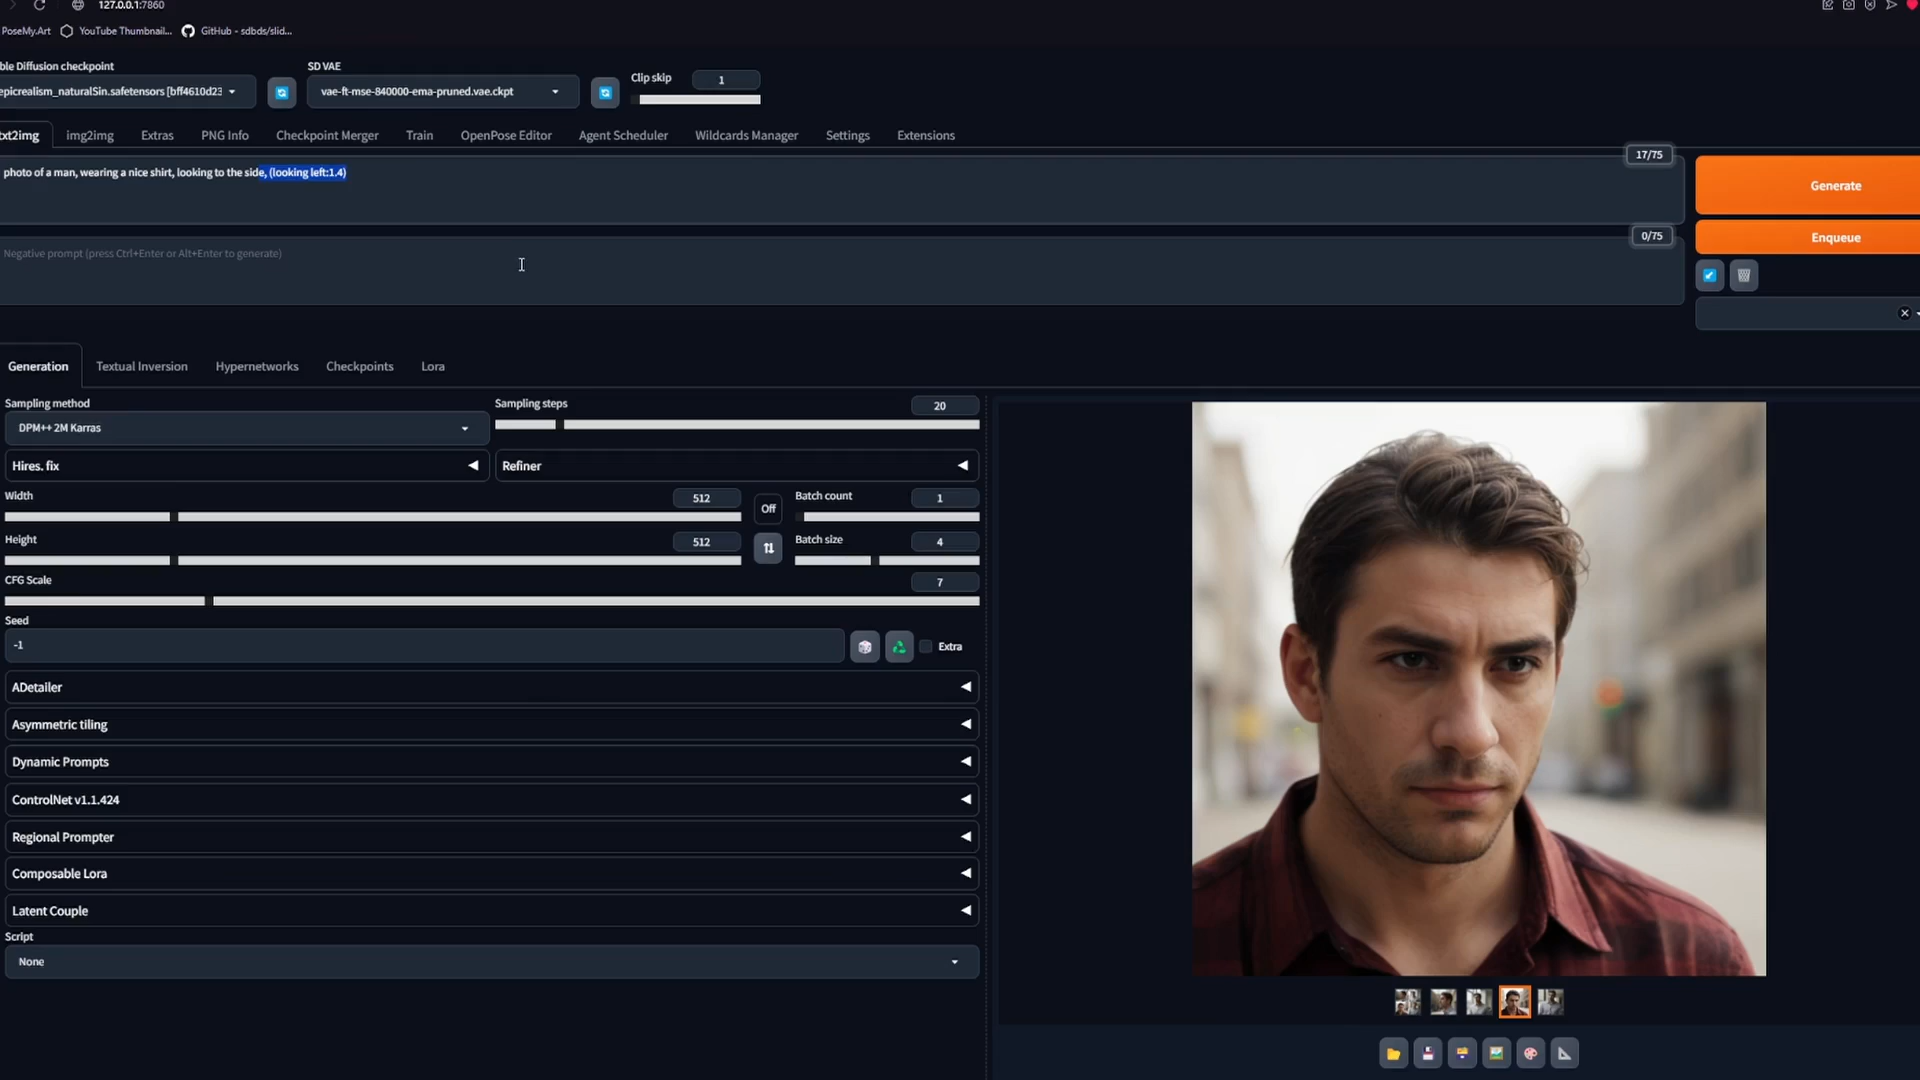 127.0.0.1:7860
PoseMy.Art
YouTube Thumbnail...
GitHub - sdbds/slid...
ble Diffusion checkpoint
SD VAE
Clip skip
1
epicrealism_naturalSin.safetensors [bff4610d23
vae-ft-mse-840000-ema-pruned.vae.ckpt
txt2img
img2img
Extras
PNG Info
Checkpoint Merger
Train
OpenPose Editor
Agent Scheduler
Wildcards Manager
Settings
Extensions
17/75
photo of a man, wearing a nice shirt, looking to the side, (looking left:1.4)
Generate
0/75
Enqueue
Negative prompt (press Ctrl+Enter or Alt+Enter to generate)
Generation
Textual Inversion
Hypernetworks
Checkpoints
Lora
Sampling method
Sampling steps
20
DPM++ 2M Karras
Hires. fix
Refiner
Width
512
Off
Batch count
1
Height
512
Batch size
4
CFG Scale
7
Seed
-1
Extra
ADetailer
Asymmetric tiling
Dynamic Prompts
ControlNet v1.1.424
Regional Prompter
Composable Lora
Latent Couple
Script
None